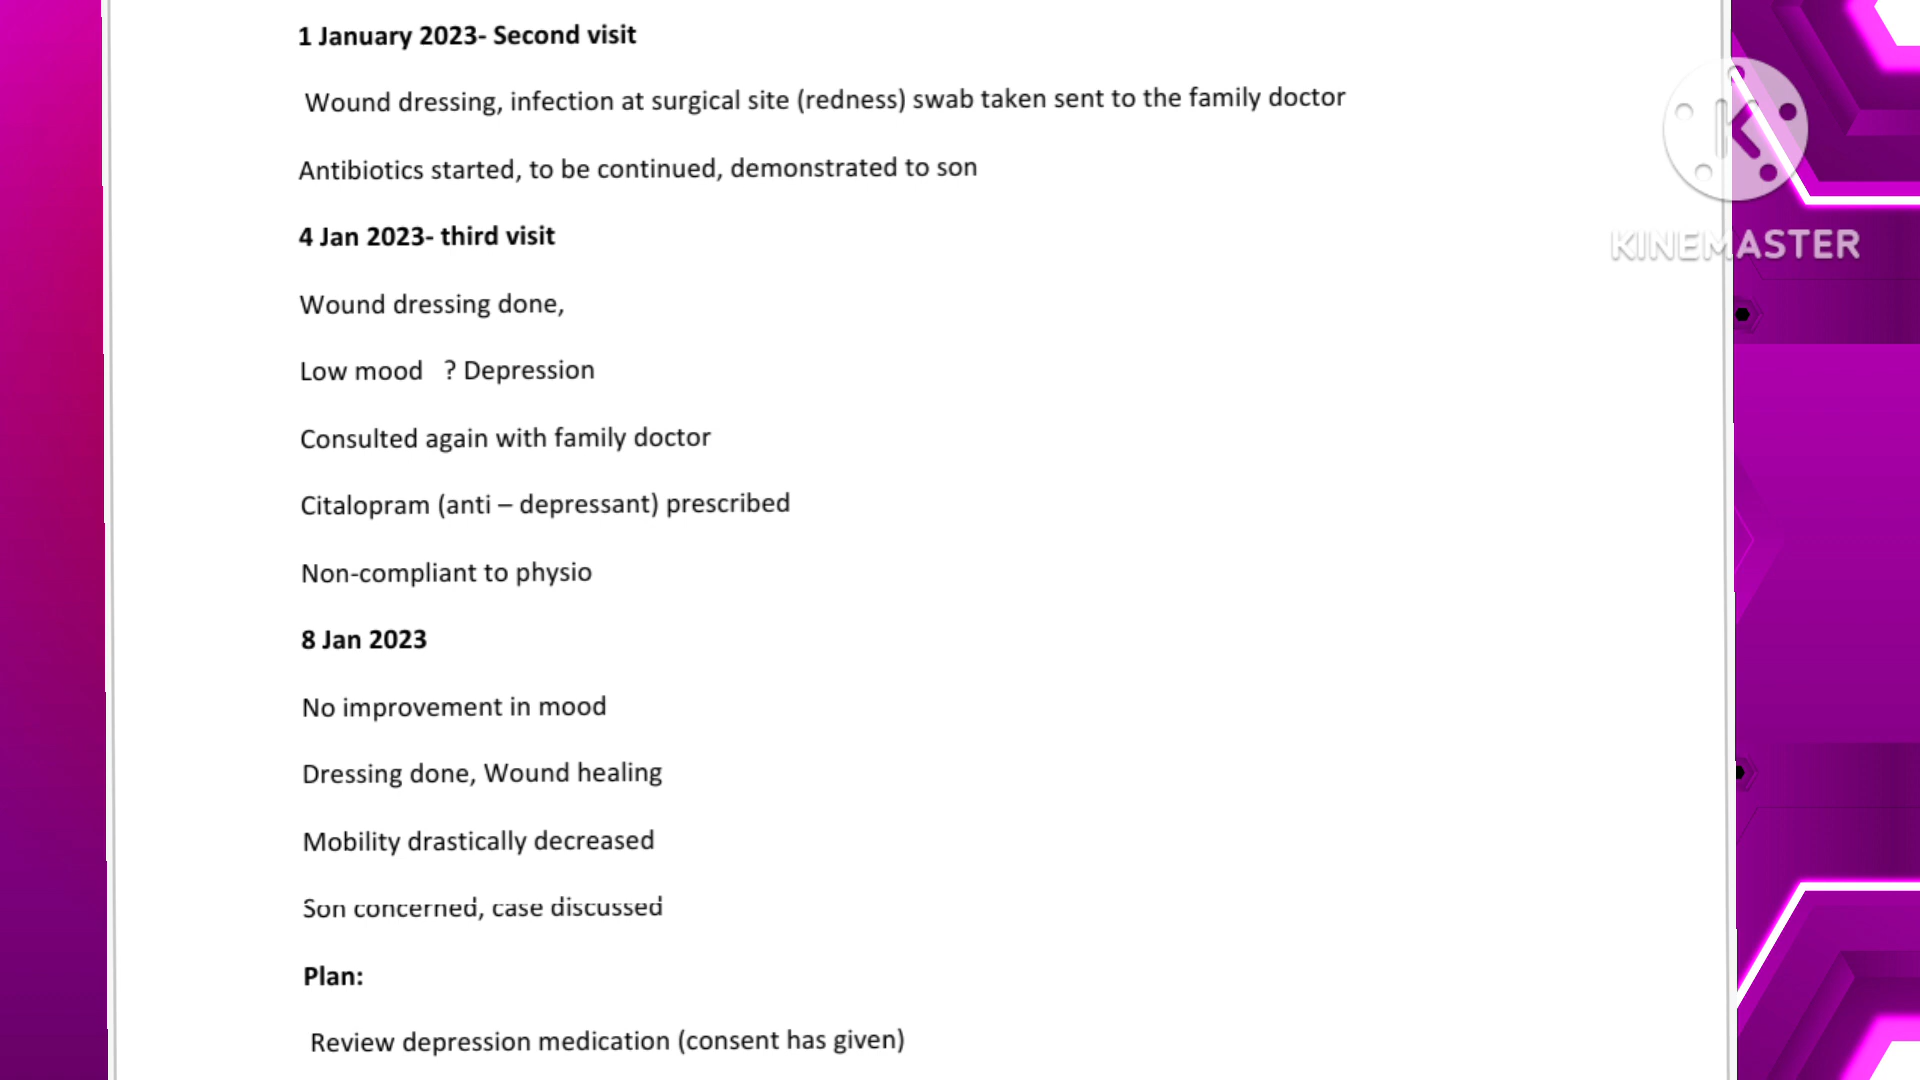 1 January 2023- Second visit
Wound dressing, infection at surgical site (redness) swab taken sent to the family doctor
Antibiotics started, to be continued, demonstrated to son
4 Jan 2023- third visit
Wound dressing done,
Low mood ? Depression
Consulted again with family doctor
Citalopram (anti – depressant) prescribed
Non-compliant to physio
8 Jan 2023
No improvement in mood
Dressing done, Wound healing
Mobility drastically decreased
Son concerned, case discussed
Plan:
Review depression medication (consent has given)
K
KINEMASTER